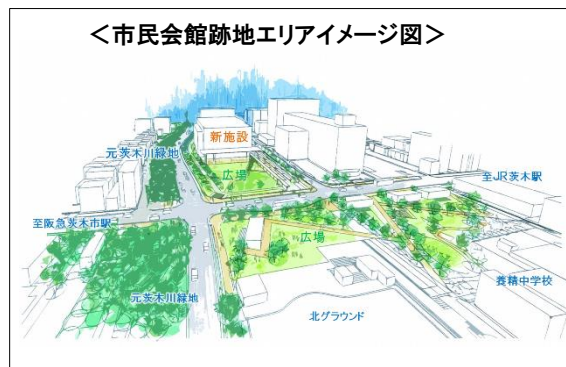 ＜市民会館跡地エリアイメージ図＞
新施設
元茨木川緑地
広場
至JR茨木駅
至阪急茨木市駅
広場
養精中学校
元茨木川緑地
北グラウンド